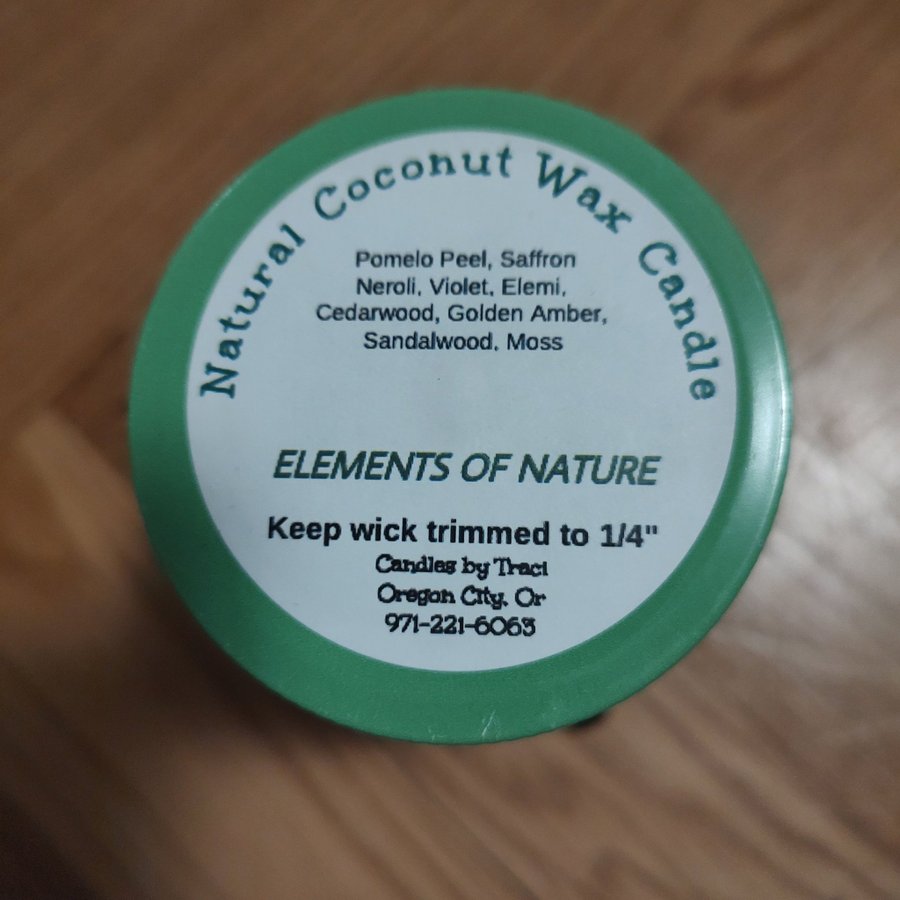 Natural Coconut Wax Candle
Pomelo Peel, Saffron
Neroli, Violet, Elemi,
Cedarwood, Golden Amber,
Sandalwood, Moss
ELEMENTS OF NATURE
Keep wick trimmed to 1/4"
Candles by Traci
Oregon City, Or
971-221-6063